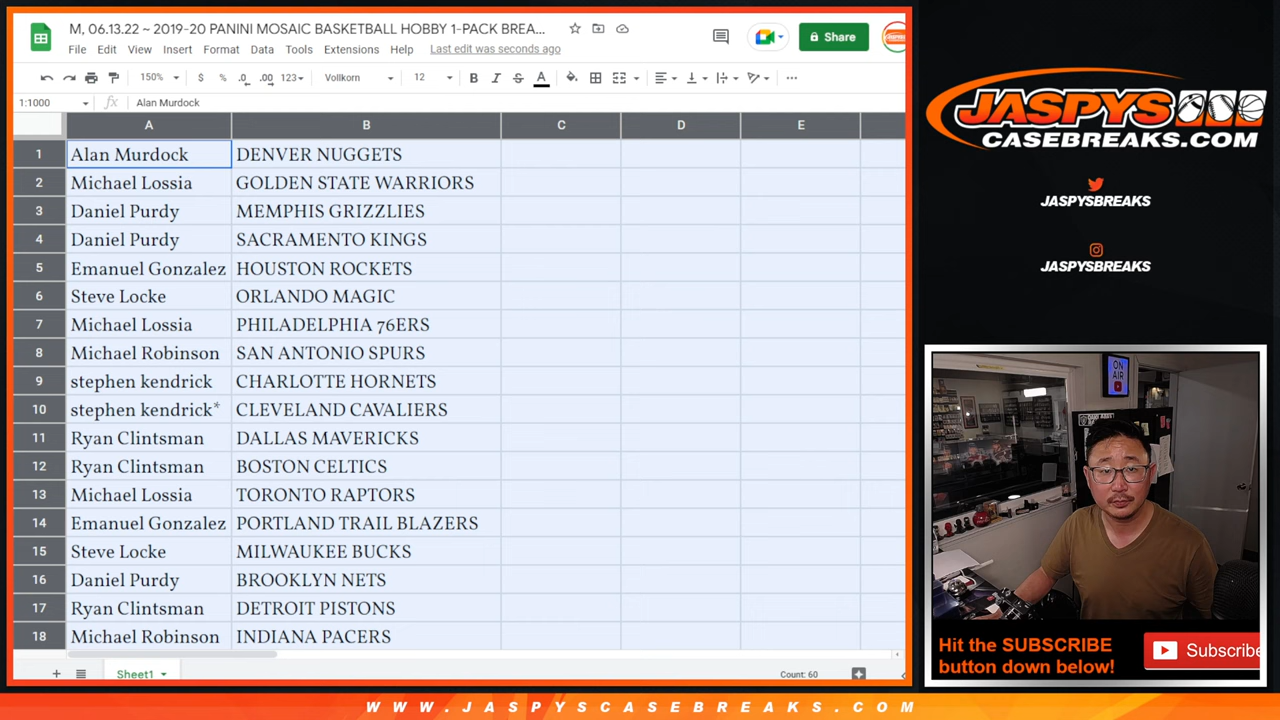 M, 06.13.22 ~ 2019-20 PANINI MOSAIC BASKETBALL HOBBY 1-PACK BREA...
File Edit View Insert Format Data Tools Extensions Help Last edit was seconds ago
Share
150% $ % .0 .00 123 Vollkorn 12 B I S A
1:1000 fx Alan Murdock
A B C D E
1 Alan Murdock DENVER NUGGETS
2 Michael Lossia GOLDEN STATE WARRIORS
3 Daniel Purdy MEMPHIS GRIZZLIES
4 Daniel Purdy SACRAMENTO KINGS
5 Emanuel Gonzalez HOUSTON ROCKETS
6 Steve Locke ORLANDO MAGIC
7 Michael Lossia PHILADELPHIA 76ERS
8 Michael Robinson SAN ANTONIO SPURS
9 stephen kendrick CHARLOTTE HORNETS
10 stephen kendrick* CLEVELAND CAVALIERS
11 Ryan Clintsman DALLAS MAVERICKS
12 Ryan Clintsman BOSTON CELTICS
13 Michael Lossia TORONTO RAPTORS
14 Emanuel Gonzalez PORTLAND TRAIL BLAZERS
15 Steve Locke MILWAUKEE BUCKS
16 Daniel Purdy BROOKLYN NETS
17 Ryan Clintsman DETROIT PISTONS
18 Michael Robinson INDIANA PACERS
Sheet1
Count: 60
JASPYS
CASEBREAKS.COM
JASPYSBREAKS
JASPYSBREAKS
ON
AIR
Hit the SUBSCRIBE
button down below!
Subscribe
WWW.JASPYSCASEBREAKS.COM